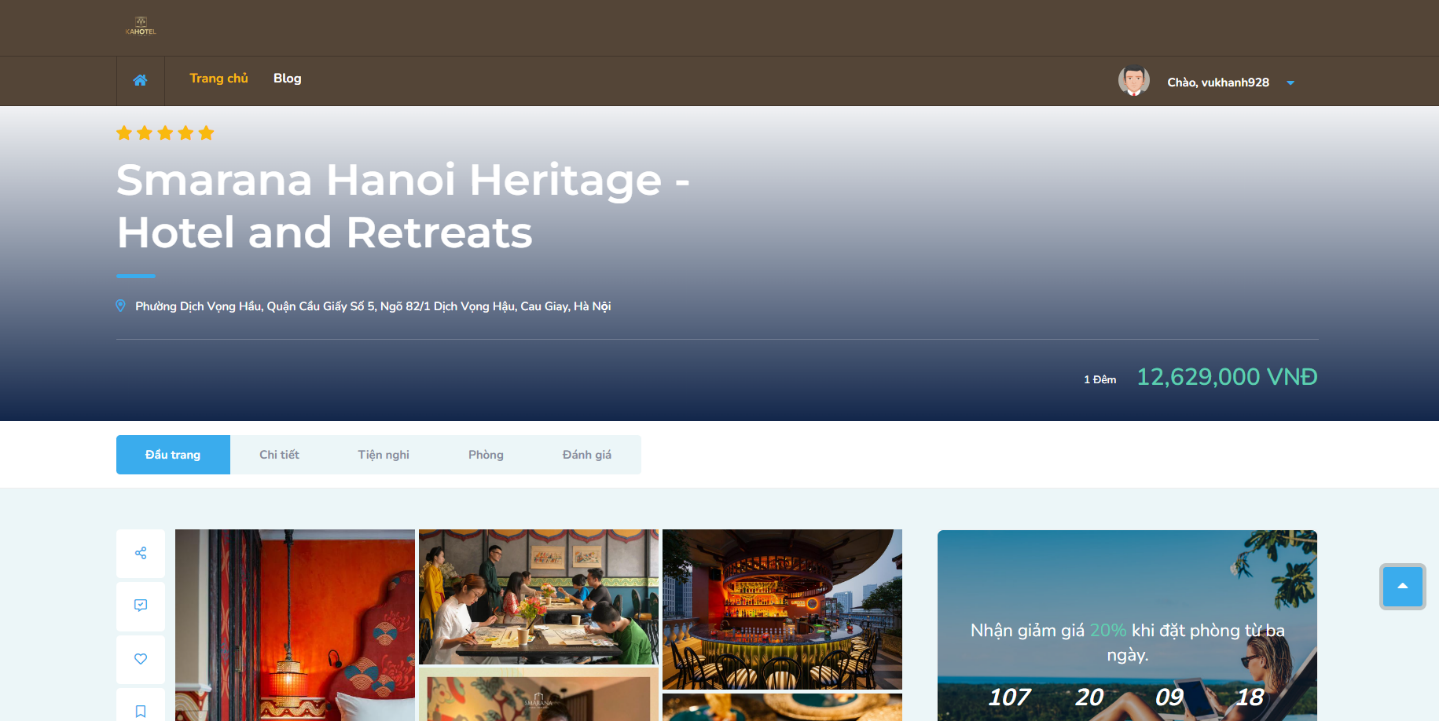 KAHOTEL
Trang chủ
Blog
Chào, vukhanh928
Smarana Hanoi Heritage -
Hotel and Retreats
Phường Dịch Vọng Hầu, Quận Cầu Giấy Số 5, Ngõ 82/1 Dịch Vọng Hậu, Cau Giay, Hà Nội
1 Đêm
12,629,000 VNĐ
Đầu trang
Chi tiết
Tiện nghi
Phòng
Đánh giá
SMARANA
Nhận giảm giá 20% khi đặt phòng từ ba
ngày.
107 20 09 18